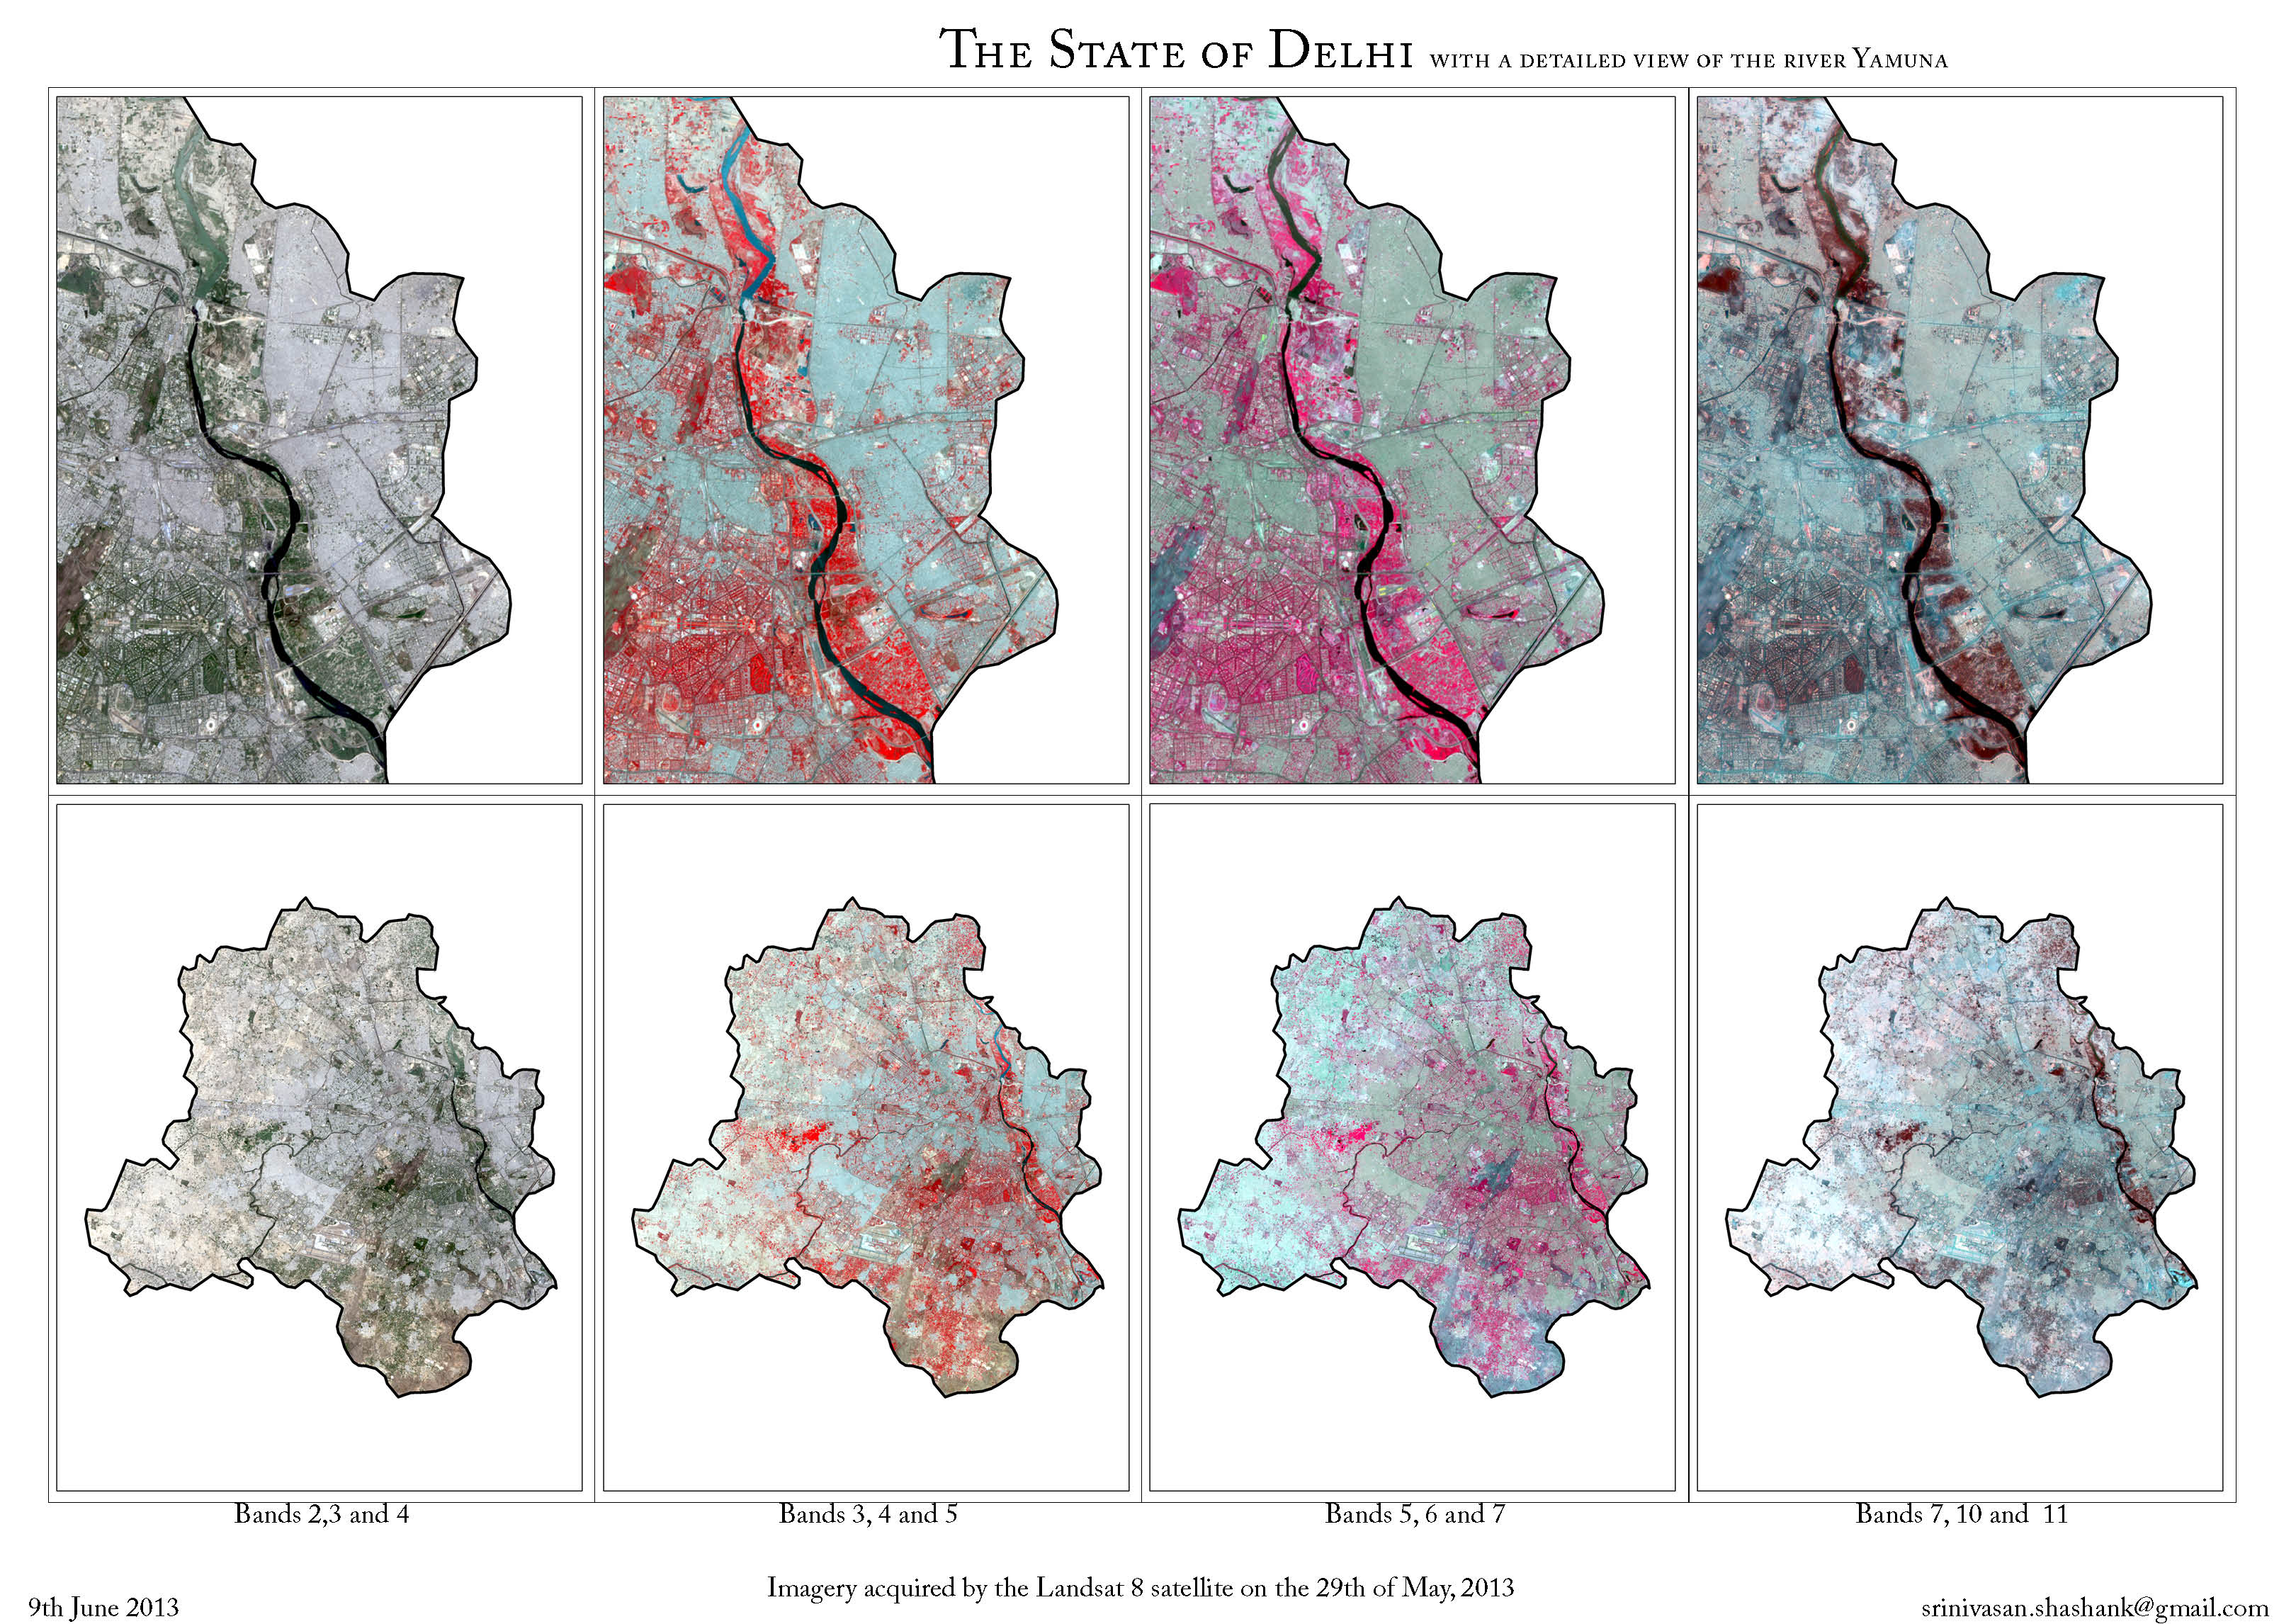 The State of Delhi with a detailed view of the river Yamuna
Bands 2,3 and 4
Bands 3, 4 and 5
Bands 5, 6 and 7
Bands 7, 10 and 11
Imagery acquired by the Landsat 8 satellite on the 29th of May, 2013
9th June 2013
srinivasan.shashank@gmail.com